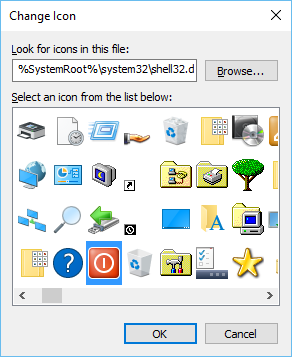 Change Icon
Look for icons in this file:
%SystemRoot%\system32\shell32.d
Browse...
Select an icon from the list below:
A
?
OK
Cancel